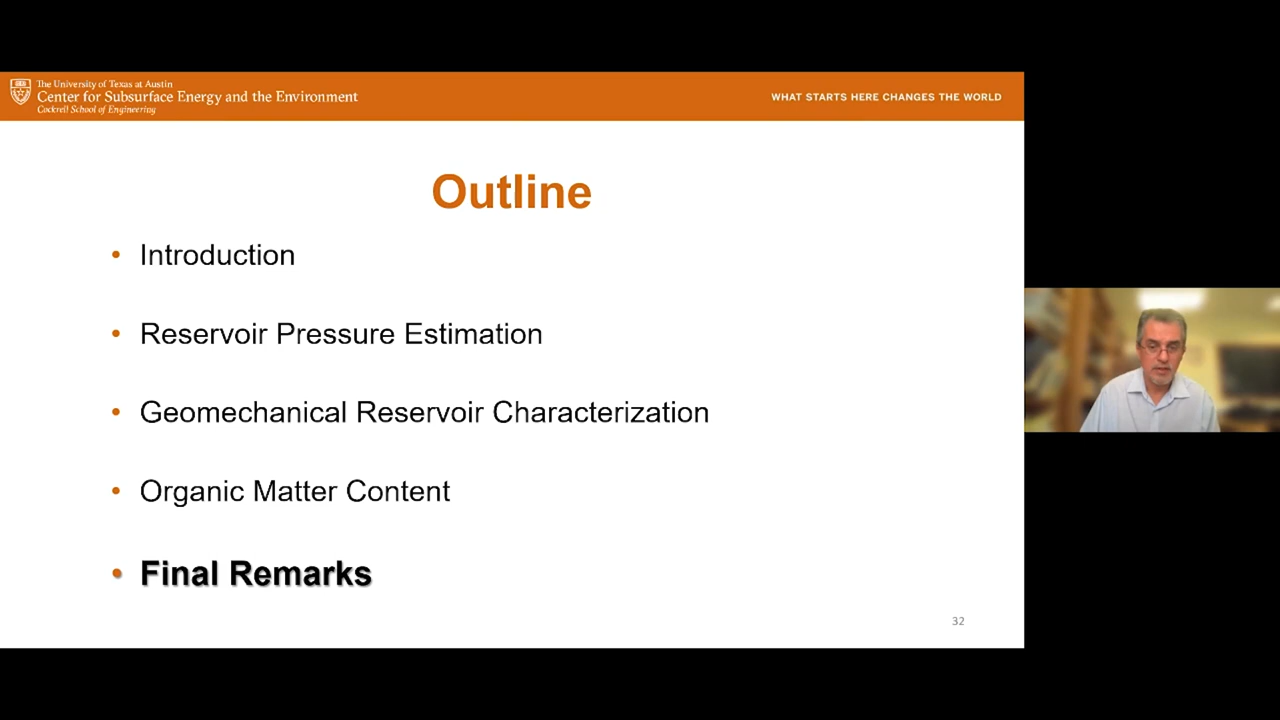 The University of Texas at Austin
Center for Subsurface Energy and the Environment
Cockrell School of Engineering
WHAT STARTS HERE CHANGES THE WORLD
Outline
• Introduction
• Reservoir Pressure Estimation
• Geomechanical Reservoir Characterization
• Organic Matter Content
• Final Remarks
32